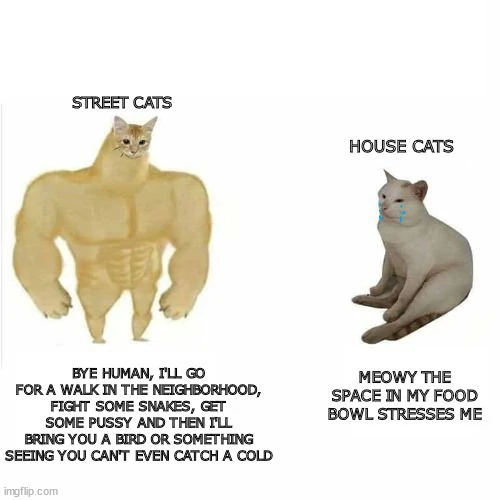 STREET CATS
HOUSE CATS
BYE HUMAN, I'LL GO
FOR A WALK IN THE NEIGHBORHOOD,
FIGHT SOME SNAKES, GET
SOME PUSSY AND THEN I'LL
BRING YOU A BIRD OR SOMETHING
SEEING YOU CAN'T EVEN CATCH A COLD
MEOWY THE
SPACE IN MY FOOD
BOWL STRESSES ME
imgflip.com